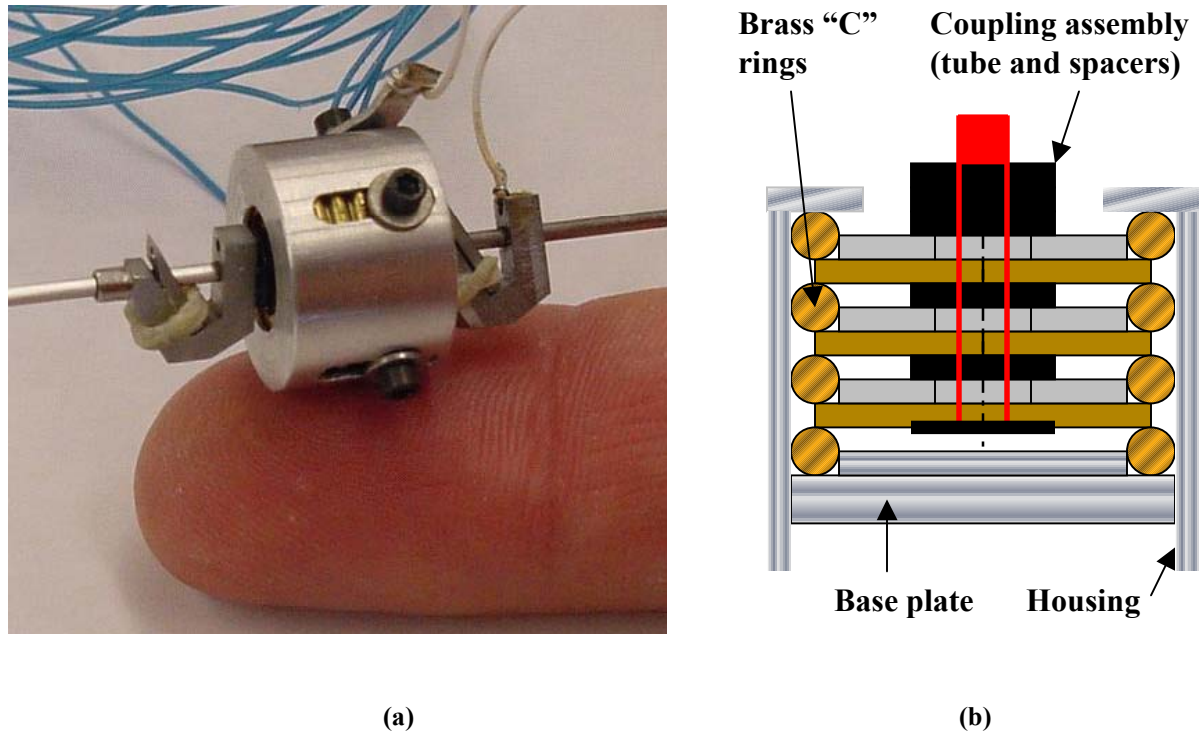 Brass “C”
rings
Coupling assembly
(tube and spacers)
Base plate
Housing
(a)
(b)